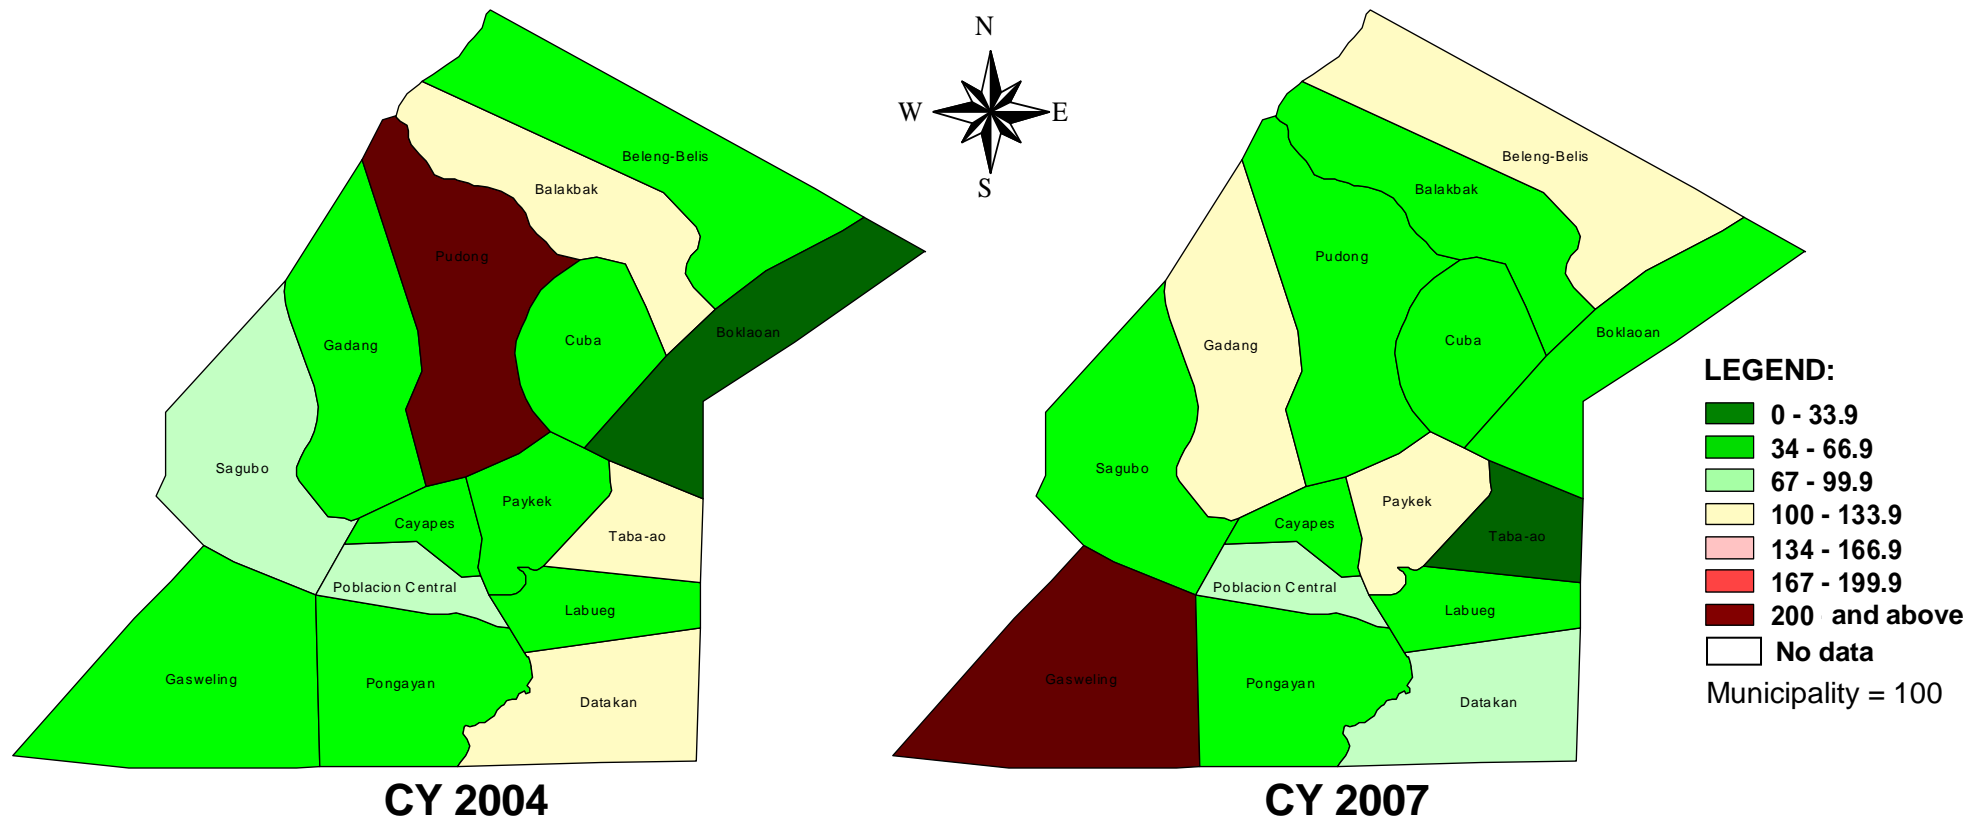 N
W
E
S
Beleng-Belis
Balakbak
Pudong
Boklaoan
Cuba
Gadang
Sagubo
Paykek
Cayapes
Taba-ao
Poblacion Central
Labueg
Gasweling
Pongayan
Datakan
CY 2004
Beleng-Belis
Balakbak
Pudong
Boklaoan
Cuba
Gadang
Sagubo
Paykek
Cayapes
Taba-ao
Poblacion Central
Labueg
Gasweling
Pongayan
Datakan
CY 2007
LEGEND:
0 - 33.9
34 - 66.9
67 - 99.9
100 - 133.9
134 - 166.9
167 - 199.9
200 and above
No data
Municipality = 100